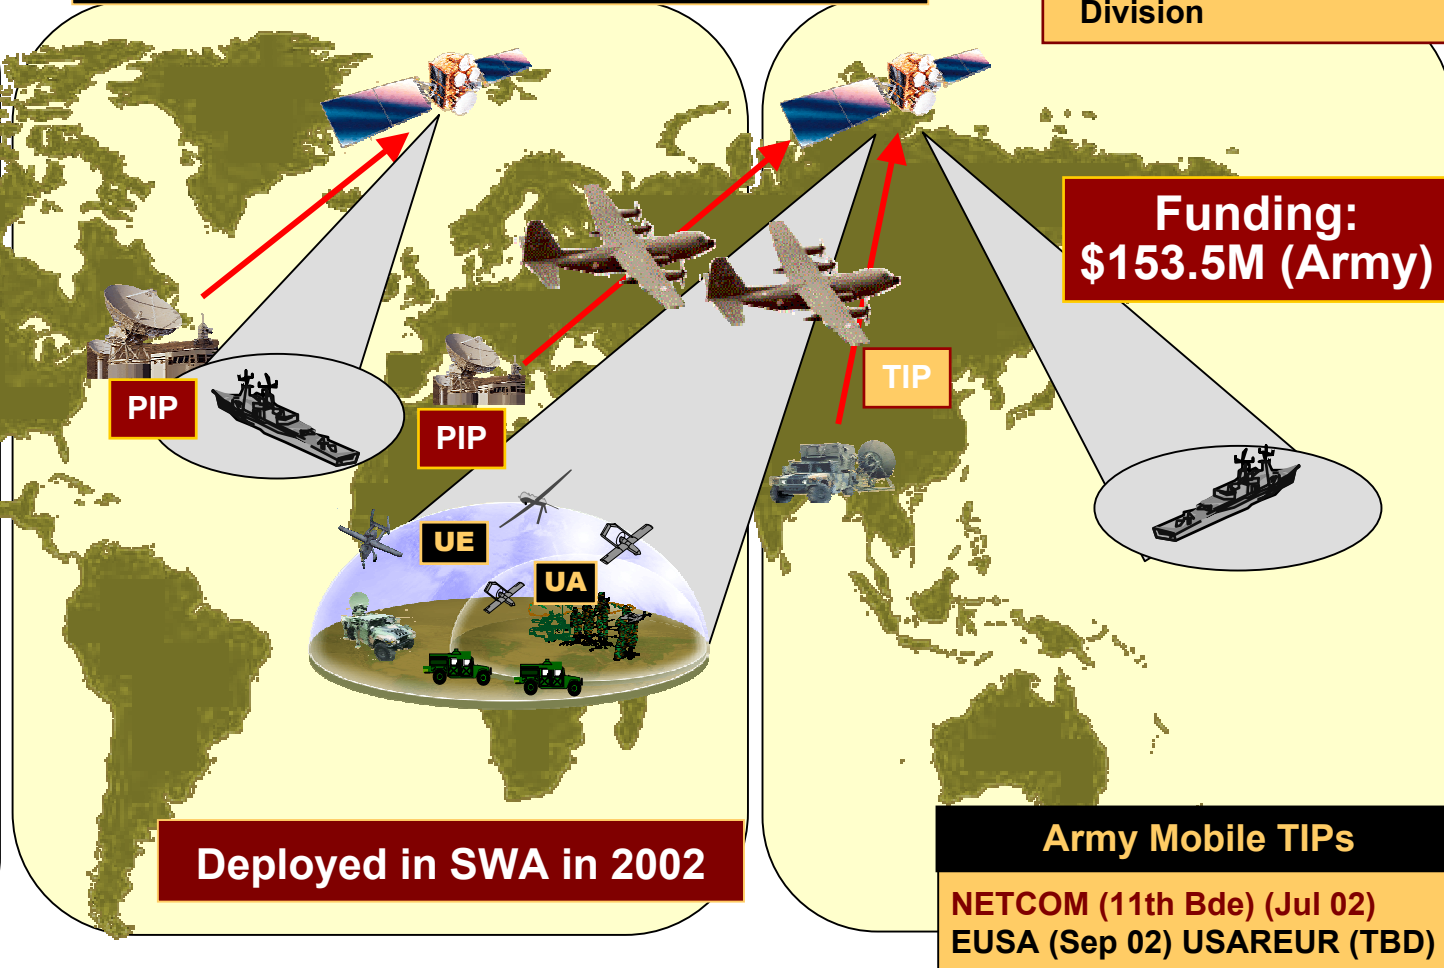 Division
Funding:
$153.5M (Army)
TIP
PIP
PIP
UE
UA
Deployed in SWA in 2002
Army Mobile TIPs
NETCOM (11th Bde) (Jul 02)
EUSA (Sep 02) USAREUR (TBD)